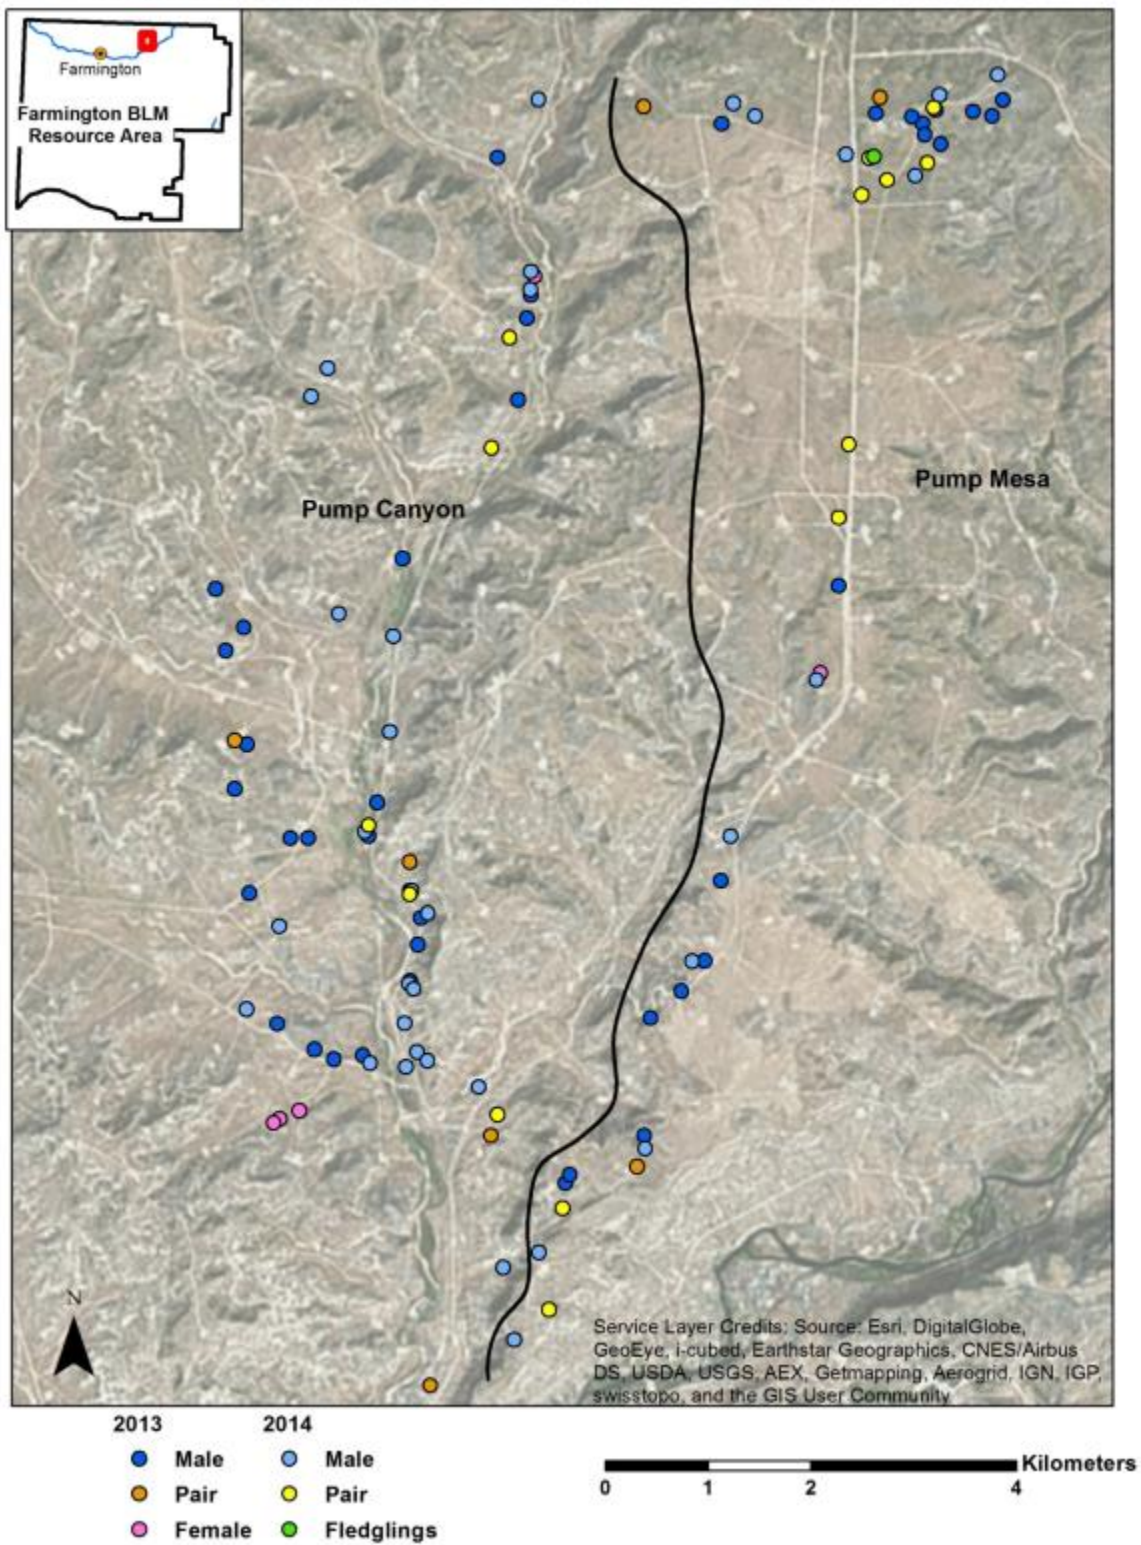 Farmington
Farmington BLM
Resource Area
Pump Mesa
Pump Canyon
N
Service Layer Credits: Source: Esri, DigitalGlobe,
GeoEye, i-cubed, Earthstar Geographics, CNES/Airbus
DS, USDA, USGS, AEX, Getmapping, Aerogrid, IGN, IGP,
swisstopo, and the GIS User Community
2013 2014
Male Male
Pair Pair
Female Fledglings
Kilometers
0 1 2 4